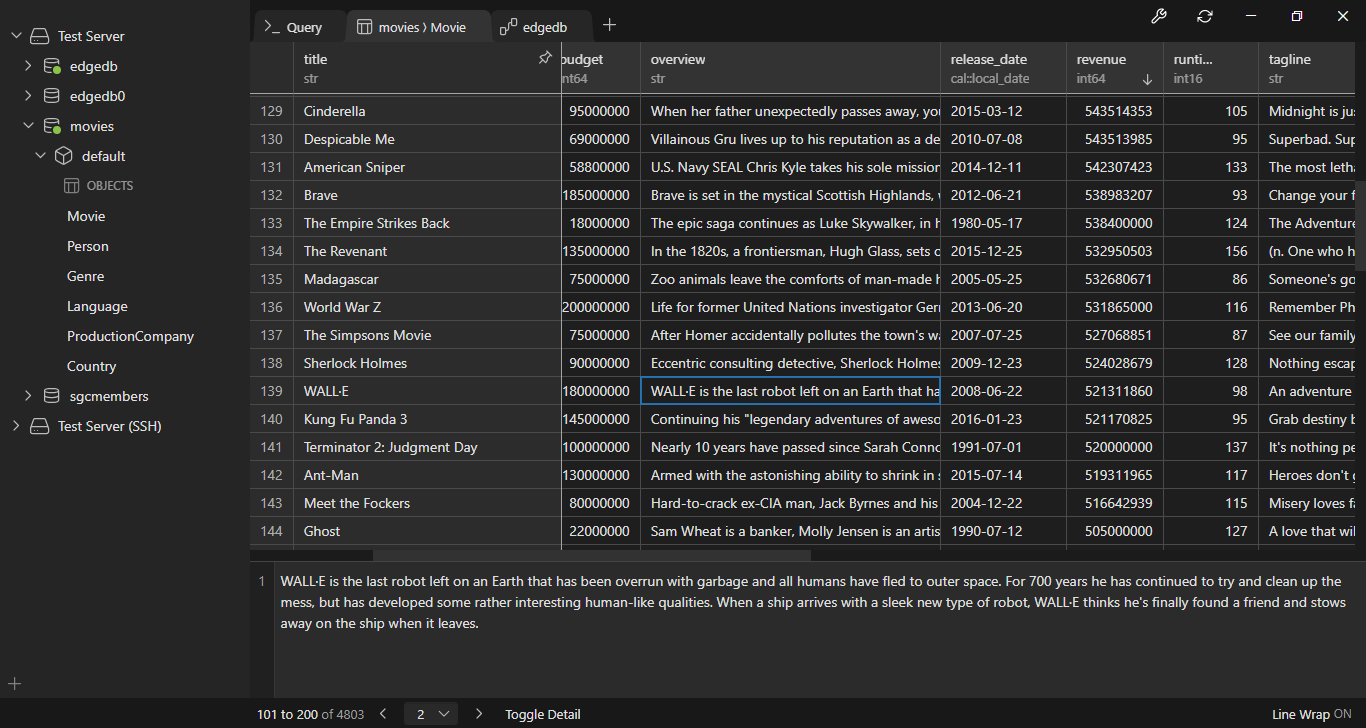 Test Server
edgedb
edgedb0
movies
default
OBJECTS
Movie
Person
Genre
Language
ProductionCompany
Country
sgcmembers
Test Server (SSH)
Query
movies 〉Movie
edgedb
title budget overview release_date revenue runti... tagline
str int64 str cal::local_date int64 int16 str
129 Cinderella 95000000 When her father unexpectedly passes away, you 2015-03-12 543514353 105 Midnight is jus
130 Despicable Me 69000000 Villainous Gru lives up to his reputation as a de 2010-07-08 543513985 95 Superbad. Sup
131 American Sniper 58800000 U.S. Navy SEAL Chris Kyle takes his sole mission 2014-12-11 542307423 133 The most letha
132 Brave 185000000 Brave is set in the mystical Scottish Highlands, 2012-06-21 538983207 93 Change your f
133 The Empire Strikes Back 18000000 The epic saga continues as Luke Skywalker, in h 1980-05-17 538400000 124 The Adventure
134 The Revenant 135000000 In the 1820s, a frontiersman, Hugh Glass, sets o 2015-12-25 532950503 156 (n. One who h
135 Madagascar 75000000 Zoo animals leave the comforts of man-made h 2005-05-25 532680671 86 Someone's go
136 World War Z 200000000 Life for former United Nations investigator Gerr 2013-06-20 531865000 116 Remember Ph
137 The Simpsons Movie 75000000 After Homer accidentally pollutes the town's wa 2007-07-25 527068851 87 See our family
138 Sherlock Holmes 90000000 Eccentric consulting detective, Sherlock Holmes 2009-12-23 524028679 128 Nothing escap
139 WALL·E 180000000 WALL·E is the last robot left on an Earth that ha 2008-06-22 521311860 98 An adventure
140 Kung Fu Panda 3 145000000 Continuing his "legendary adventures of aweso 2016-01-23 521170825 95 Grab destiny b
141 Terminator 2: Judgment Day 100000000 Nearly 10 years have passed since Sarah Conno 1991-07-01 520000000 137 It's nothing pe
142 Ant-Man 130000000 Armed with the astonishing ability to shrink in s 2015-07-14 519311965 117 Heroes don't g
143 Meet the Fockers 80000000 Hard-to-crack ex-CIA man, Jack Byrnes and his 2004-12-22 516642939 115 Misery loves fa
144 Ghost 22000000 Sam Wheat is a banker, Molly Jensen is an artis 1990-07-12 505000000 127 A love that wil
1 WALL·E is the last robot left on an Earth that has been overrun with garbage and all humans have fled to outer space. For 700 years he has continued to try and clean up the
mess, but has developed some rather interesting human-like qualities. When a ship arrives with a sleek new type of robot, WALL·E thinks he's finally found a friend and stows
away on the ship when it leaves.
101 to 200 of 4803 2 Toggle Detail Line Wrap ON